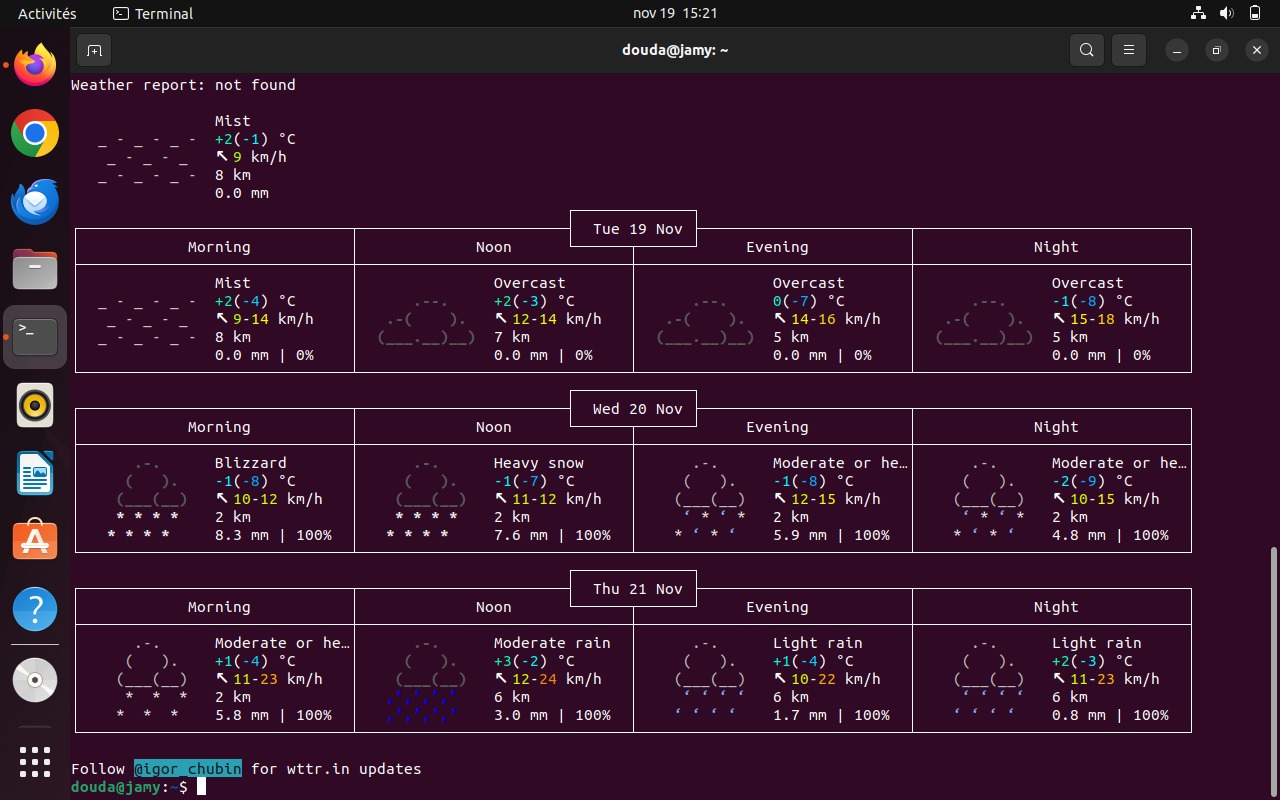 Activités Terminal nov 19 15:21
douda@jamy: ~
Weather report: not found
Mist
+2(-1) °C
↖ 9 km/h
8 km
0.0 mm
Tue 19 Nov
Morning Noon Evening Night
Mist Overcast Overcast Overcast
+2(-4) °C +2(-3) °C 0(-7) °C -1(-8) °C
↖ 9-14 km/h ↖ 12-14 km/h ↖ 14-16 km/h ↖ 15-18 km/h
8 km 7 km 5 km 5 km
0.0 mm | 0% 0.0 mm | 0% 0.0 mm | 0% 0.0 mm | 0%
Wed 20 Nov
Morning Noon Evening Night
Blizzard Heavy snow Moderate or he… Moderate or he…
-1(-8) °C -1(-7) °C -1(-8) °C -2(-9) °C
↖ 10-12 km/h ↖ 11-12 km/h ↖ 12-15 km/h ↖ 10-15 km/h
2 km 2 km 2 km 2 km
8.3 mm | 100% 7.6 mm | 100% 5.9 mm | 100% 4.8 mm | 100%
Thu 21 Nov
Morning Noon Evening Night
Moderate or he… Moderate rain Light rain Light rain
+1(-4) °C +3(-2) °C +1(-4) °C +2(-3) °C
↖ 11-23 km/h ↖ 12-24 km/h ↖ 10-22 km/h ↖ 11-23 km/h
2 km 6 km 6 km 6 km
5.8 mm | 100% 3.0 mm | 100% 1.7 mm | 100% 0.8 mm | 100%
Follow @igor_chubin for wttr.in updates
douda@jamy:~$